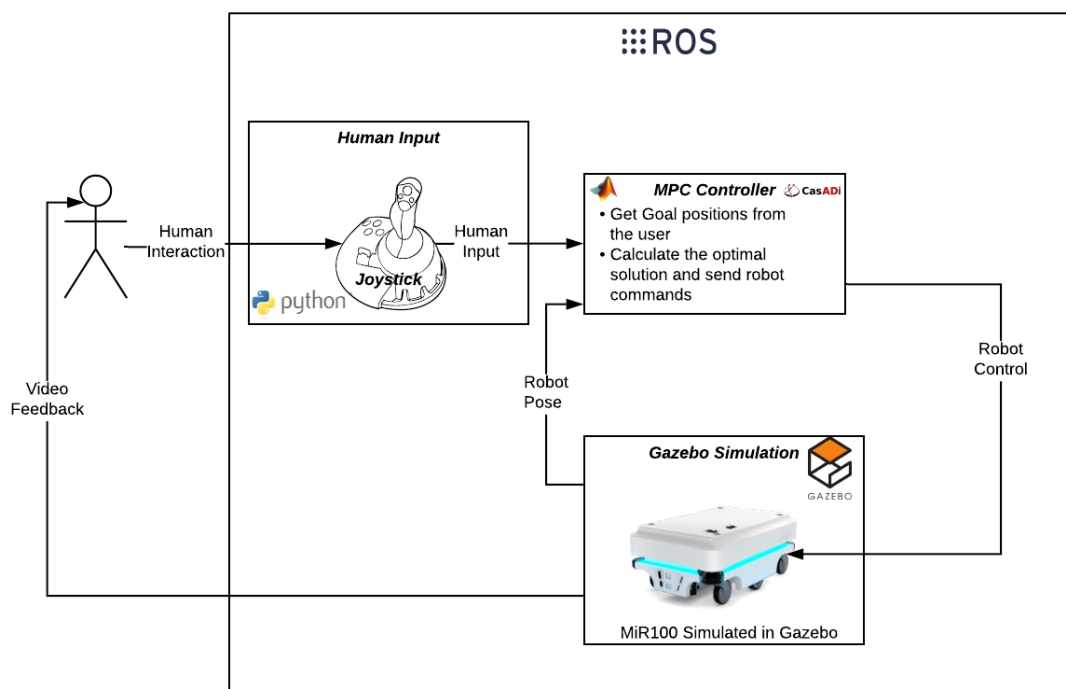 ROS
Human Input
Joystick
python
Human
Interaction
Human
Input
MPC Controller
CasADi
• Get Goal positions from
the user
• Calculate the optimal
solution and send robot
commands
Video
Feedback
Robot
Pose
Robot
Control
Gazebo Simulation
GAZEBO
MiR100 Simulated in Gazebo